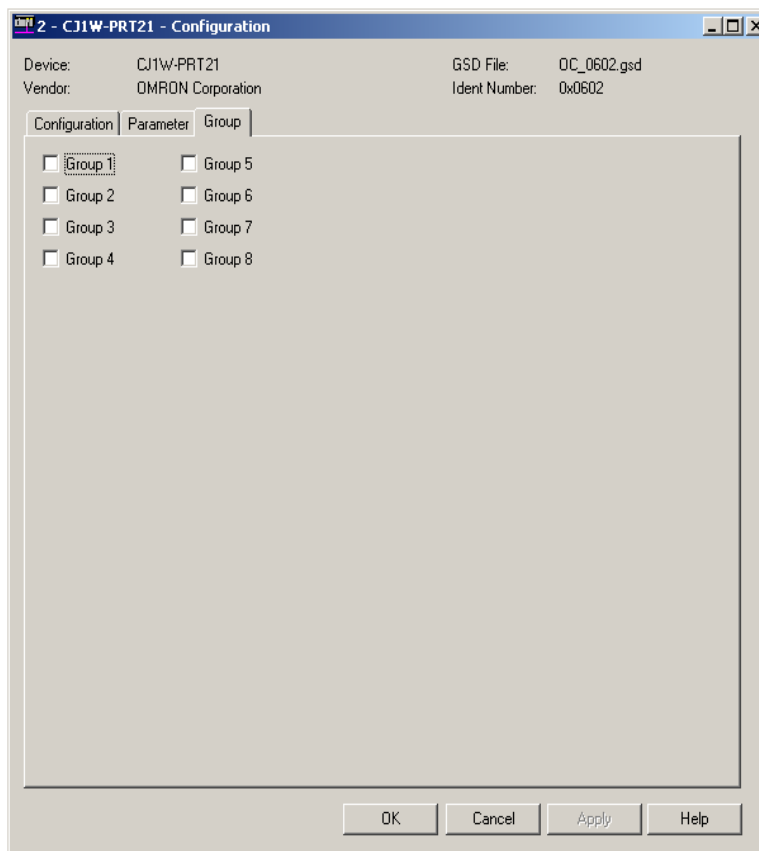 2 - CJ1W-PRT21 - Configuration
Device: CJ1W-PRT21 GSD File: OC_0602.gsd
Vendor: OMRON Corporation Ident Number: 0x0602
Configuration Parameter Group
Group 1 Group 5
Group 2 Group 6
Group 3 Group 7
Group 4 Group 8
OK Cancel Apply Help